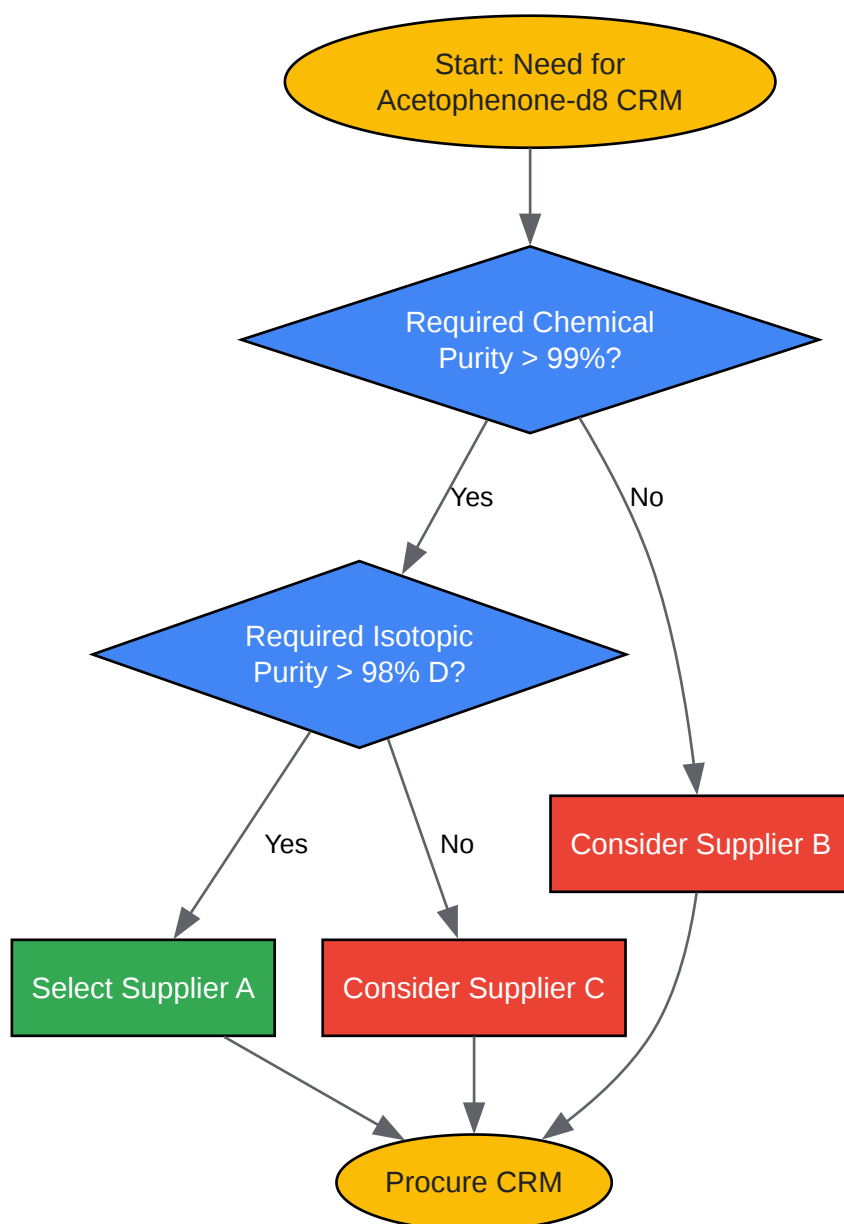 Start: Need for
Acetophenone-d8 CRM
Required Chemical
Purity > 99%?
Yes
No
Required Isotopic
Purity > 98% D?
Yes
No
Consider Supplier B
Select Supplier A
Consider Supplier C
Procure CRM